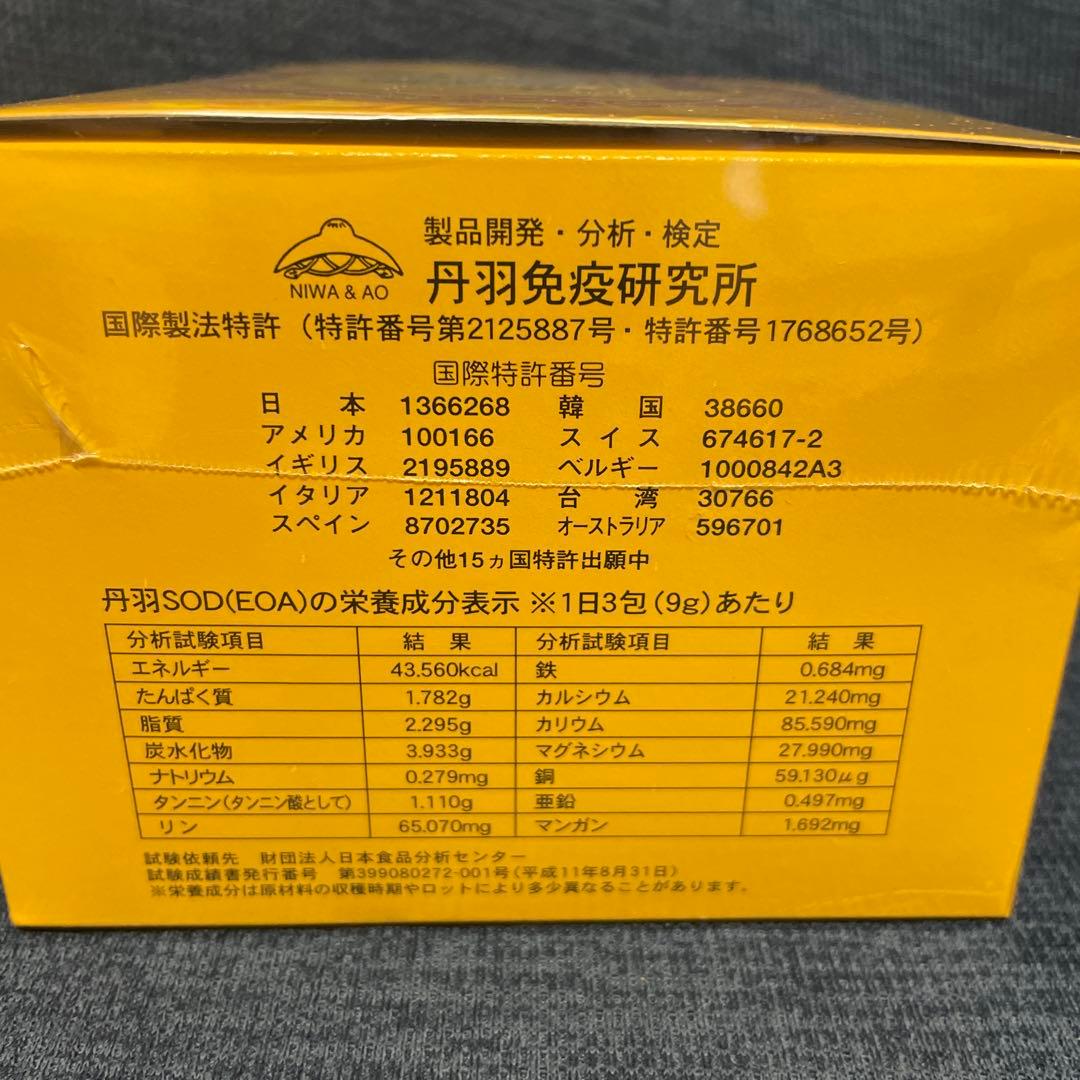 製品開発・分析・検定
NIWA & AO
丹羽免疫研究所
国際製法特許（特許番号第2125887号・特許番号1768652号）
国際特許番号
日本 1366268 韓国 38660
アメリカ 100166 スイス 674617-2
イギリス 2195889 ベルギー 1000842A3
イタリア 1211804 台湾 30766
スペイン 8702735 オーストラリア 596701
その他15ヵ国特許出願中
丹羽SOD(EOA)の栄養成分表示 ※1日3包(9g)あたり
分析試験項目 結果 分析試験項目 結果
エネルギー 43.560kcal 鉄 0.684mg
たんぱく質 1.782g カルシウム 21.240mg
脂質 2.295g カリウム 85.590mg
炭水化物 3.933g マグネシウム 27.990mg
ナトリウム 0.279mg 銅 59.130μg
タンニン(タンニン酸として) 1.110g 亜鉛 0.497mg
リン 65.070mg マンガン 1.692mg
試験依頼先 財団法人日本食品分析センター
試験成績書発行番号 第399080272-001号(平成11年8月31日)
※栄養成分は原材料の収穫時期やロットにより多少異なることがあります。